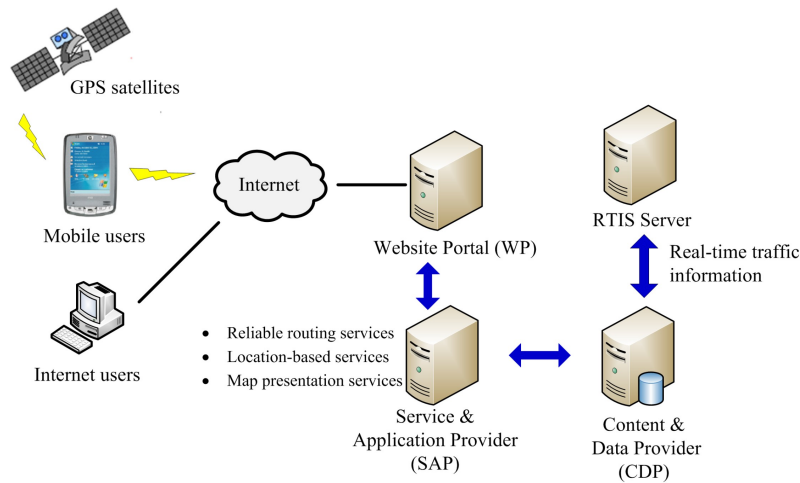 GPS satellites
Mobile users
Internet
Internet users
Website Portal (WP)
RTIS Server
Real-time traffic
information
• Reliable routing services
• Location-based services
• Map presentation services
Service &
Application Provider
(SAP)
Content &
Data Provider
(CDP)